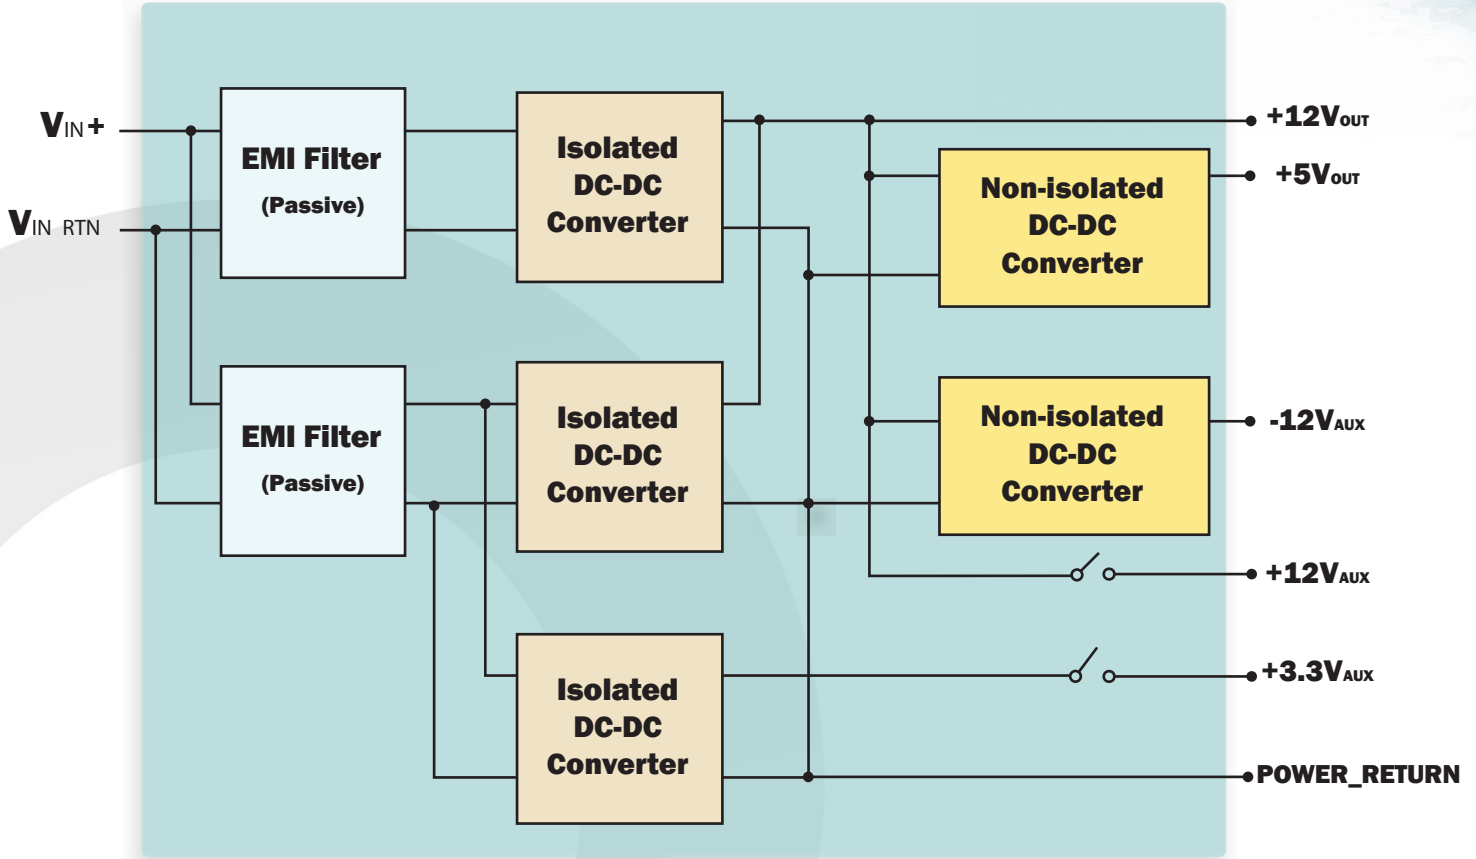 VIN+
VIN RTN
EMI Filter
(Passive)
Isolated
DC-DC
Converter
+12VOUT
+5VOUT
Non-isolated
DC-DC
Converter
EMI Filter
(Passive)
Isolated
DC-DC
Converter
Non-isolated
DC-DC
Converter
-12VAUX
+12VAUX
Isolated
DC-DC
Converter
+3.3VAUX
POWER_RETURN